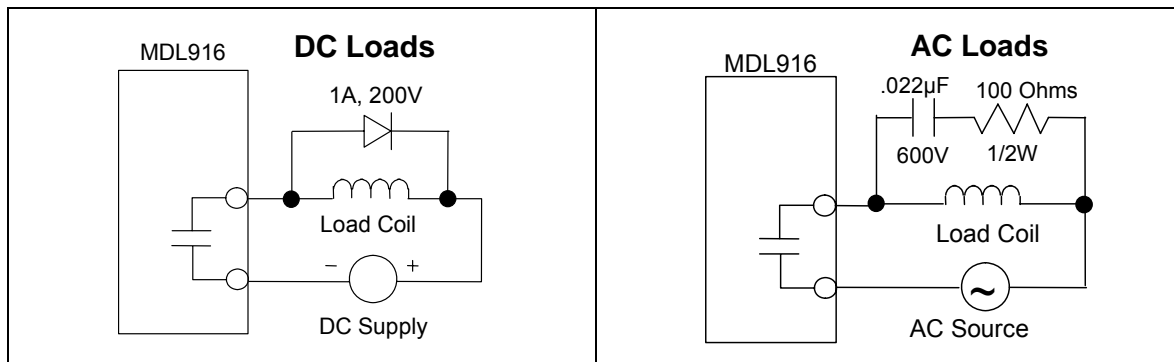 DC Loads
MDL916
1A, 200V
Load Coil
− +
DC Supply
AC Loads
MDL916
.022µF 100 Ohms
600V 1/2W
Load Coil
~
AC Source